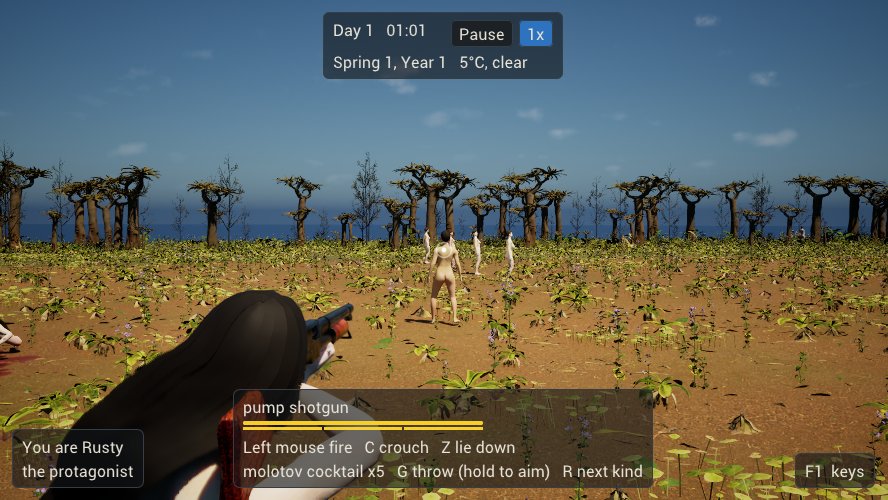 Day 1 01:01 Pause 1x
Spring 1, Year 1 5°C, clear
pump shotgun
Left mouse fire C crouch Z lie down
molotov cocktail x5 G throw (hold to aim) R next kind
You are Rusty
the protagonist
F1 keys